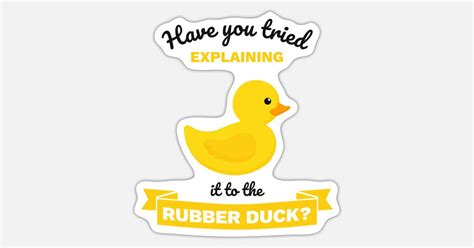 Have you tried
EXPLAINING
it to the
RUBBER DUCK?